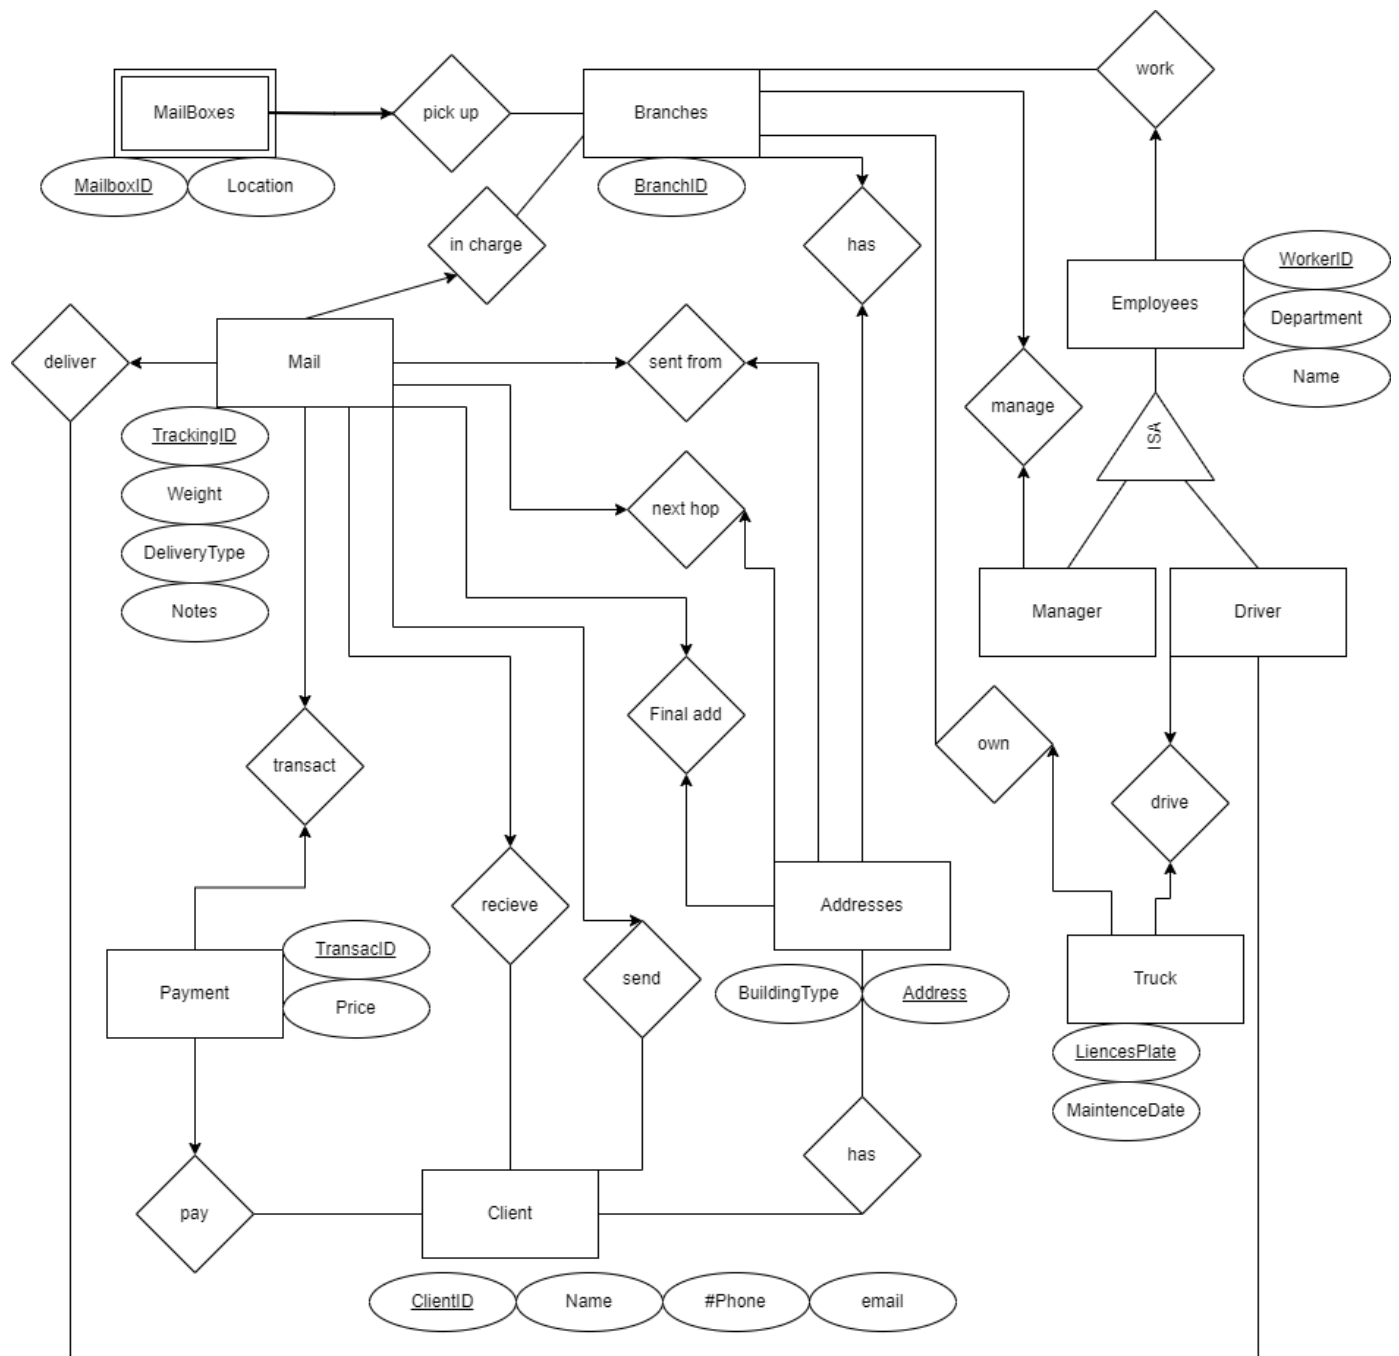 work
MailBoxes
pick up
Branches
MailboxID
Location
BranchID
in charge
has
WorkerID
Employees
Department
Name
deliver
Mail
sent from
manage
TrackingID
ISA
Weight
next hop
DeliveryType
Notes
Manager
Driver
Final add
own
transact
drive
recieve
Addresses
TransacID
Payment
Price
send
BuildingType
Address
Truck
LiencesPlate
MaintenceDate
has
pay
Client
ClientID
Name
#Phone
email